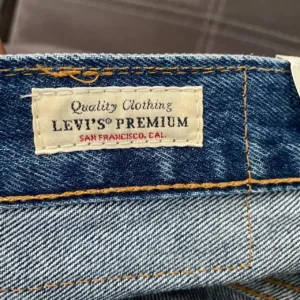 Quality Clothing
LEVI'S® PREMIUM
SAN FRANCISCO, CAL.